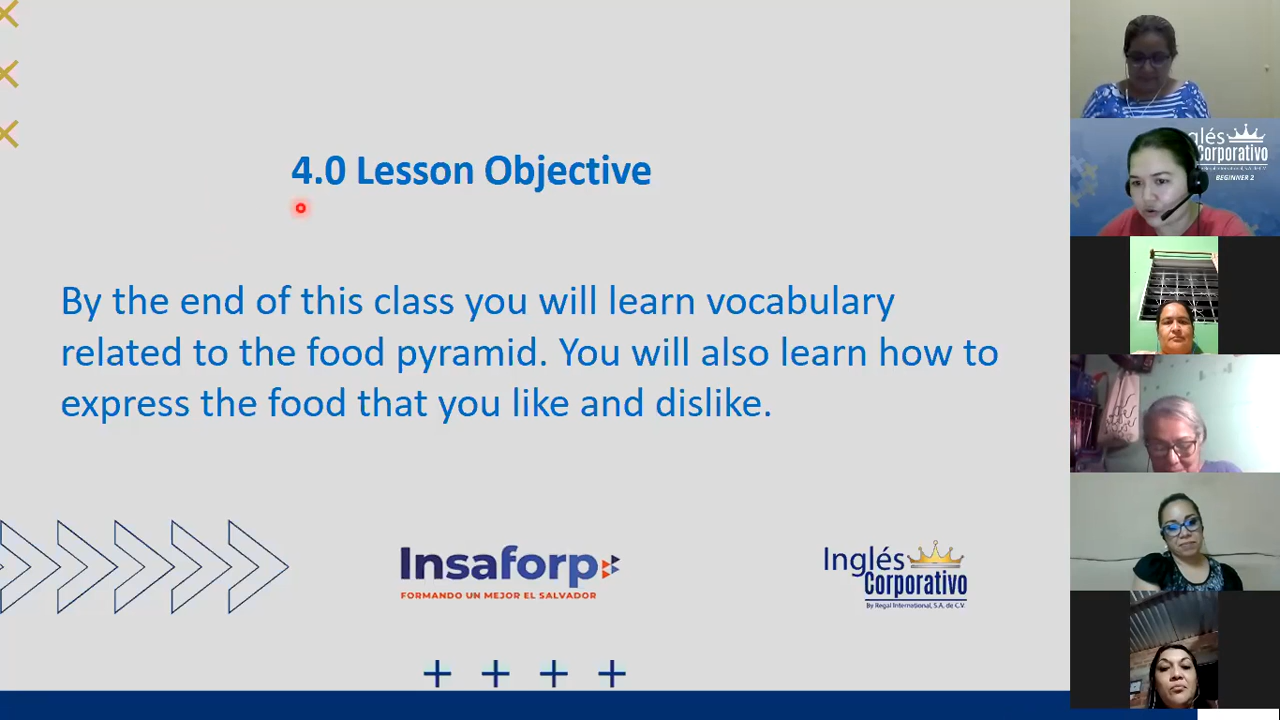 4.0 Lesson Objective
By the end of this class you will learn vocabulary
related to the food pyramid. You will also learn how to
express the food that you like and dislike.
Insaforp
FORMANDO UN MEJOR EL SALVADOR
Inglés
Corporativo
By Regal International, S.A. de C.V.
glés
Corporativo
BEGINNER 2